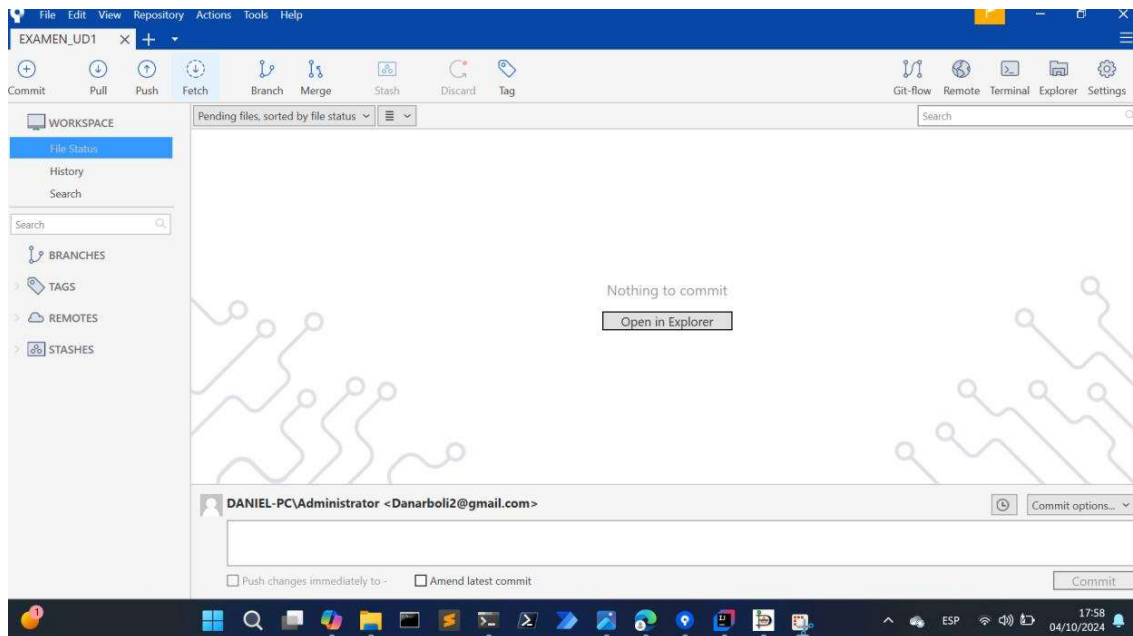 File Edit View Repository Actions Tools Help
EXAMEN_UD1
Commit Pull Push Fetch Branch Merge Stash Discard Tag Git-flow Remote Terminal Explorer Settings
WORKSPACE
Pending files, sorted by file status
Search
File Status
History
Search
Search
BRANCHES
TAGS
REMOTES
STASHES
Nothing to commit
Open in Explorer
DANIEL-PC\Administrator <Danarboli2@gmail.com>
Commit options...
Push changes immediately to -
Amend latest commit
Commit
1
ESP
17:58
04/10/2024